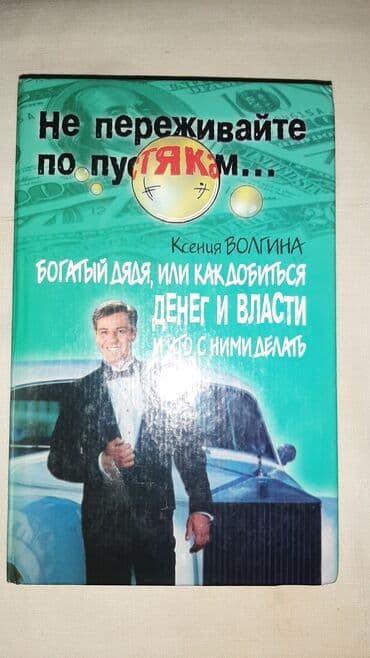 Не переживайте
по пустякам...
Ксения ВОЛГИНА
БОГАТЫЙ ДЯДЯ, ИЛИ КАК ДОБИТЬСЯ
ДЕНЕГ И ВЛАСТИ
И ЧТО С НИМИ ДЕЛАТЬ